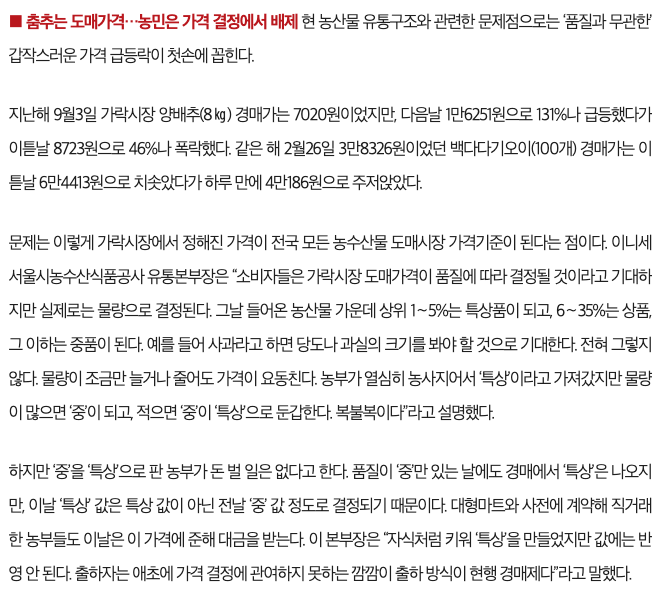 ■ 춤추는 도매가격…농민은 가격 결정에서 배제 현 농산물 유통구조와 관련한 문제점으로는 ‘품질과 무관한’
갑작스러운 가격 급등락이 첫손에 꼽힌다.
지난해 9월3일 가락시장 양배추(8㎏) 경매가는 7020원이었지만, 다음날 1만6251원으로 131%나 급등했다가
이튿날 8723원으로 46%나 폭락했다. 같은 해 2월26일 3만8326원이었던 백다다기오이(100개) 경매가는 이
튿날 6만4413원으로 치솟았다가 하루 만에 4만186원으로 주저앉았다.
문제는 이렇게 가락시장에서 정해진 가격이 전국 모든 농수산물 도매시장 가격기준이 된다는 점이다. 이니세
서울시농수산식품공사 유통본부장은 “소비자들은 가락시장 도매가격이 품질에 따라 결정될 것이라고 기대하
지만 실제로는 물량으로 결정된다. 그날 들어온 농산물 가운데 상위 1~5%는 특상품이 되고, 6~35%는 상품,
그 이하는 중품이 된다. 예를 들어 사과라고 하면 당도나 과실의 크기를 봐야 할 것으로 기대한다. 전혀 그렇지
않다. 물량이 조금만 늘거나 줄어도 가격이 요동친다. 농부가 열심히 농사지어서 ‘특상’이라고 가져갔지만 물량
이 많으면 ‘중’이 되고, 적으면 ‘중’이 ‘특상’으로 둔갑한다. 복불복이다”라고 설명했다.
하지만 ‘중’을 ‘특상’으로 판 농부가 돈 벌 일은 없다고 한다. 품질이 ‘중’만 있는 날에도 경매에서 ‘특상’은 나오지
만, 이날 ‘특상’ 값은 특상 값이 아닌 전날 ‘중’ 값 정도로 결정되기 때문이다. 대형마트와 사전에 계약해 직거래
한 농부들도 이날은 이 가격에 준해 대금을 받는다. 이 본부장은 “자식처럼 키워 ‘특상’을 만들었지만 값에는 반
영 안 된다. 출하자는 애초에 가격 결정에 관여하지 못하는 깜깜이 출하 방식이 현행 경매제다”라고 말했다.